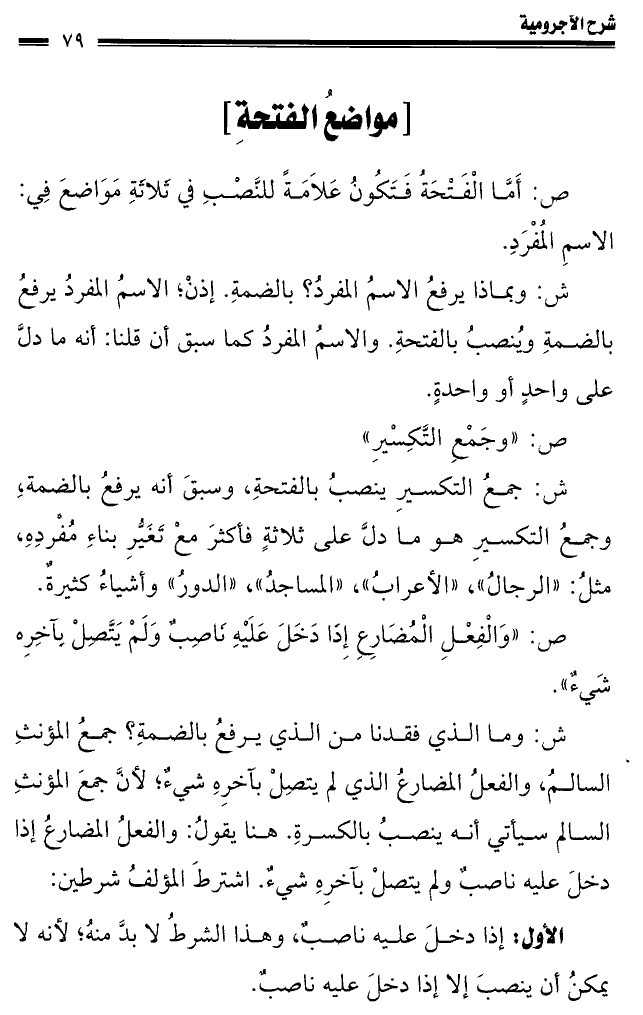 شرح الآجرومية
٧٩
[مواضعُ الفتحةِ]
ص: أَمَّا الْفَتْحَةُ فَتَكُونُ عَلاَمَةً للنَّصْبِ فِي ثَلاَثَةِ مَوَاضعَ فِي:
الاسمِ المُفْرَدِ.
ش: وبماذا يرفعُ الاسمُ المفردُ؟ بالضمةِ. إذنْ؛ الاسمُ المفردُ يرفعُ
بالضمةِ ويُنصبُ بالفتحةِ. والاسمُ المفردُ كما سبق أن قلنا: أنه ما دلَّ
على واحدٍ أو واحدةٍ.
ص: «وجَمْعِ التَّكسِيْرِ»
ش: جمعُ التكسيرِ ينصبُ بالفتحةِ، وسبقَ أنه يرفعُ بالضمة،ِ
وجمعُ التكسيرِ هو ما دلَّ على ثلاثةٍ فأكثرَ معْ تَغَيُّرِ بناءِ مُفْردِهِ،
مثلُ: «الرجالُ»، «الأعرابُ»، «المساجدُ»، «الدورُ» وأشياءُ كثيرةٌ.
ص: «وَالْفِعْلِ الْمُضَارِعِ إِذَا دَخَلَ عَلَيْهِ نَاصِبٌ وَلَمْ يَتَّصِلْ بِآخِرِه
شَيءٌ».
ش: وما الذي فقدنا من الذي يرفعُ بالضمةِ؟ جمعُ المؤنثِ
السالمُ، والفعلُ المضارعُ الذي لم يتصلْ بآخرِهِ شيءٌ؛ لأنَّ جمعَ المؤنثِ
السالم سيأتي أنه ينصبُ بالكسرةِ. هنا يقولُ: والفعلُ المضارعُ إذا
دخلَ عليه ناصبٌ ولم يتصلْ بآخرِهِ شيءٌ. اشترطَ المؤلفُ شرطين:
الأول: إذا دخلَ عليه ناصبٌ، وهذا الشرطُ لا بدَّ منهُ؛ لأنه لا
يمكنُ أن ينصبَ إلا إذا دخلَ عليه ناصبٌ.